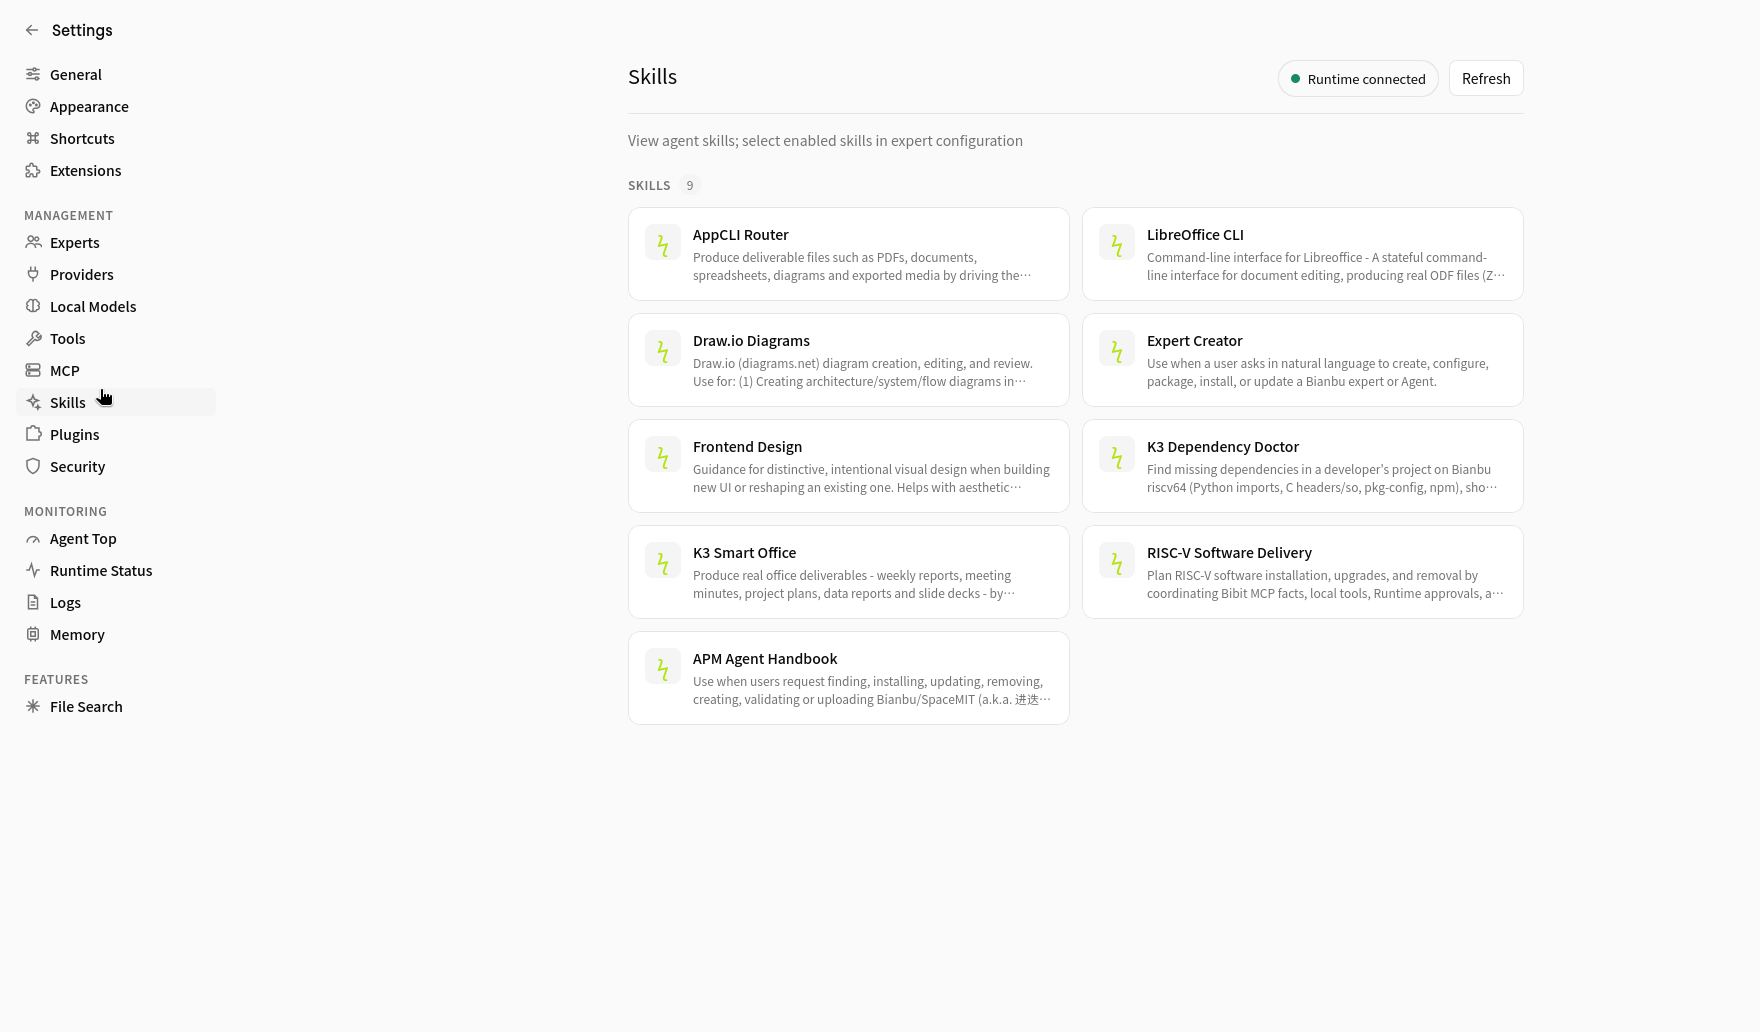 Settings
General
Appearance
Shortcuts
Extensions
MANAGEMENT
Experts
Providers
Local Models
Tools
MCP
Skills
Plugins
Security
MONITORING
Agent Top
Runtime Status
Logs
Memory
FEATURES
File Search
Skills
Runtime connected
Refresh
View agent skills; select enabled skills in expert configuration
SKILLS 9
AppCLI Router
Produce deliverable files such as PDFs, documents,
spreadsheets, diagrams and exported media by driving the…
LibreOffice CLI
Command-line interface for Libreoffice - A stateful command-
line interface for document editing, producing real ODF files (Z…
Draw.io Diagrams
Draw.io (diagrams.net) diagram creation, editing, and review.
Use for: (1) Creating architecture/system/flow diagrams in…
Expert Creator
Use when a user asks in natural language to create, configure,
package, install, or update a Bianbu expert or Agent.
Frontend Design
Guidance for distinctive, intentional visual design when building
new UI or reshaping an existing one. Helps with aesthetic…
K3 Dependency Doctor
Find missing dependencies in a developer's project on Bianbu
riscv64 (Python imports, C headers/so, pkg-config, npm), sho…
K3 Smart Office
Produce real office deliverables - weekly reports, meeting
minutes, project plans, data reports and slide decks - by…
RISC-V Software Delivery
Plan RISC-V software installation, upgrades, and removal by
coordinating Bibit MCP facts, local tools, Runtime approvals, a…
APM Agent Handbook
Use when users request finding, installing, updating, removing,
creating, validating or uploading Bianbu/SpaceMIT (a.k.a. 进迭…